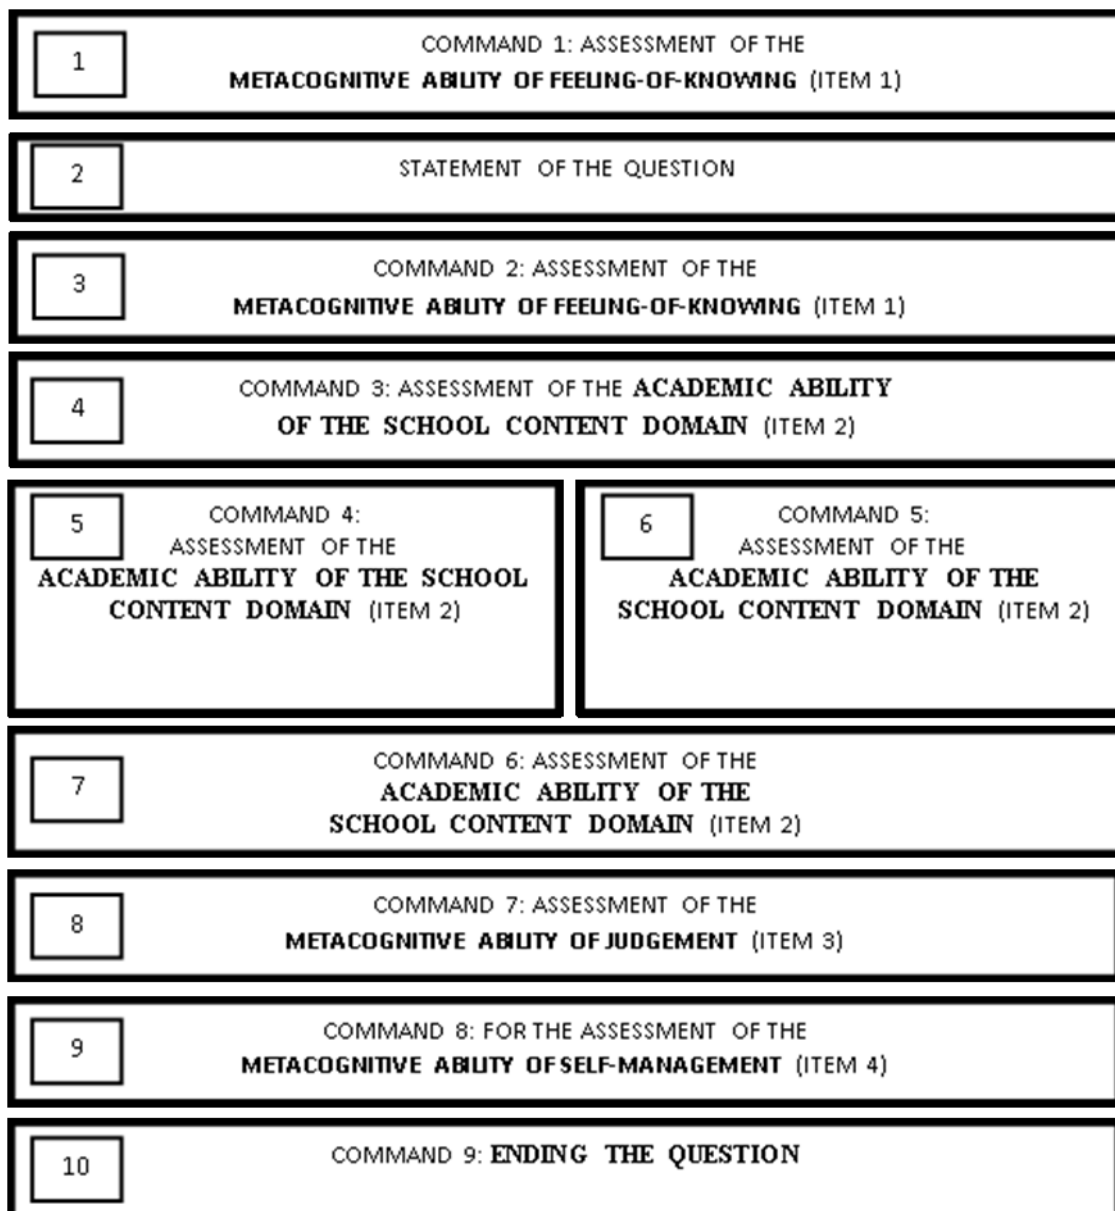 1
COMMAND 1: ASSESSMENT OF THE
METACOGNITIVE ABILITY OF FEELING-OF-KNOWING (ITEM 1)
2
STATEMENT OF THE QUESTION
3
COMMAND 2: ASSESSMENT OF THE
METACOGNITIVE ABILITY OF FEELING-OF-KNOWING (ITEM 1)
4
COMMAND 3: ASSESSMENT OF THE ACADEMIC ABILITY
OF THE SCHOOL CONTENT DOMAIN (ITEM 2)
5
COMMAND 4:
ASSESSMENT OF THE
ACADEMIC ABILITY OF THE SCHOOL
CONTENT DOMAIN (ITEM 2)
6
COMMAND 5:
ASSESSMENT OF THE
ACADEMIC ABILITY OF THE
SCHOOL CONTENT DOMAIN (ITEM 2)
7
COMMAND 6: ASSESSMENT OF THE
ACADEMIC ABILITY OF THE
SCHOOL CONTENT DOMAIN (ITEM 2)
8
COMMAND 7: ASSESSMENT OF THE
METACOGNITIVE ABILITY OF JUDGEMENT (ITEM 3)
9
COMMAND 8: FOR THE ASSESSMENT OF THE
METACOGNITIVE ABILITY OF SELF-MANAGEMENT (ITEM 4)
10
COMMAND 9: ENDING THE QUESTION